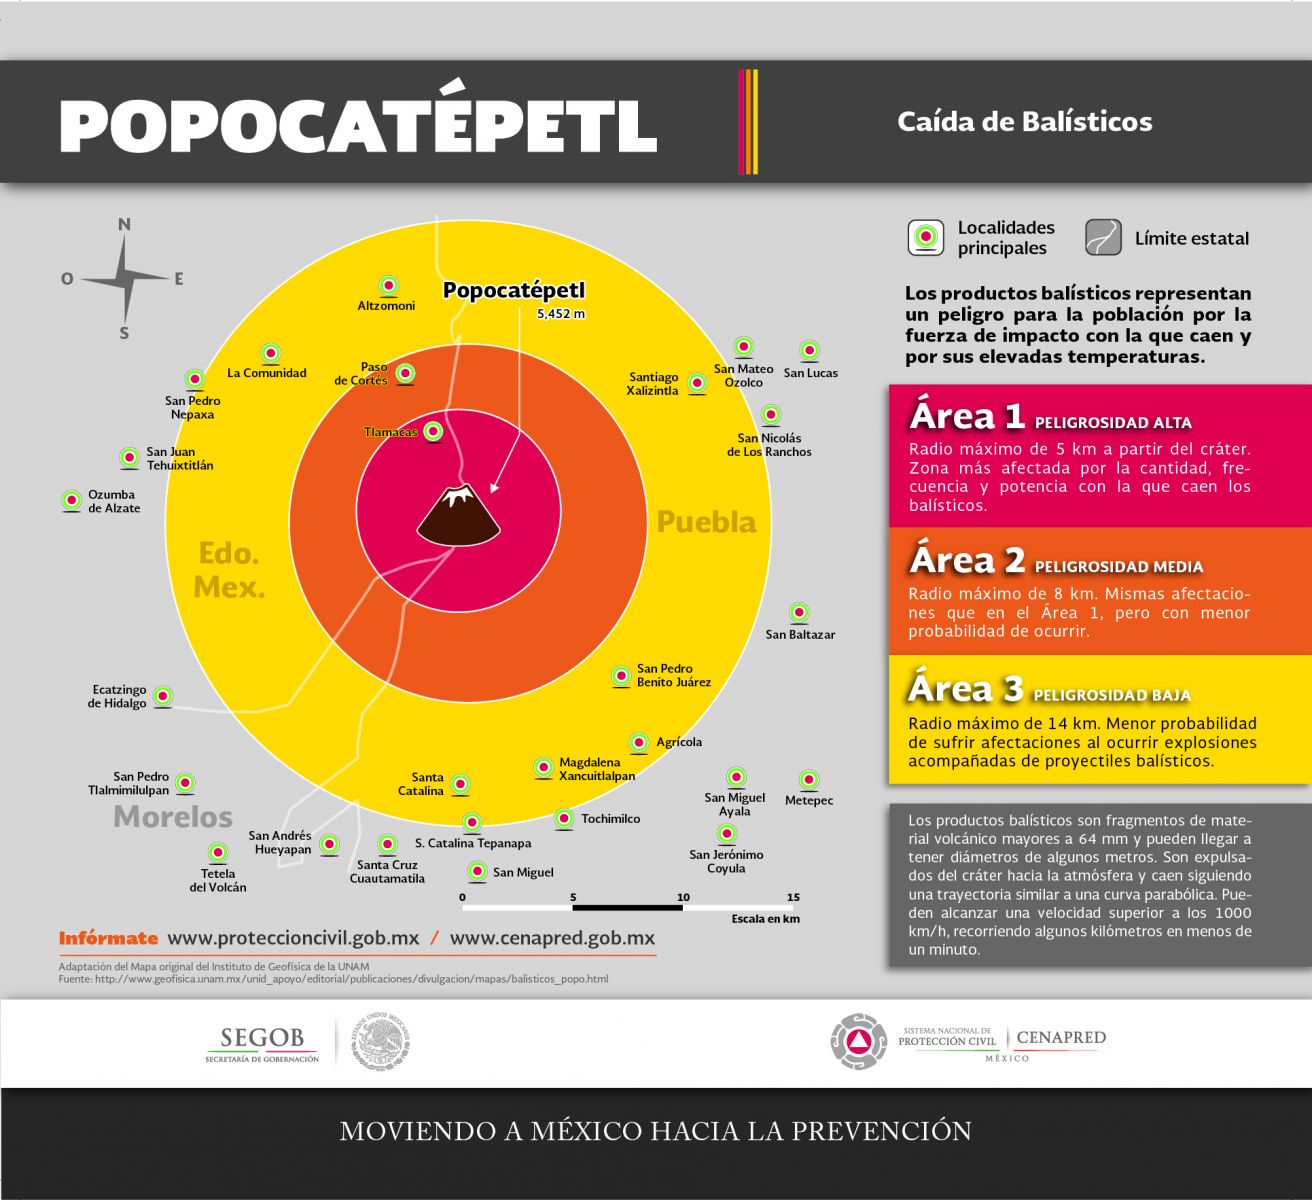 POPOCATÉPETL
Caída de Balísticos
N
O
E
S
Localidades
principales
Límite estatal
Los productos balísticos representan
un peligro para la población por la
fuerza de impacto con la que caen y
por sus elevadas temperaturas.
Área 1 PELIGROSIDAD ALTA
Radio máximo de 5 km a partir del cráter.
Zona más afectada por la cantidad, fre-
cuencia y potencia con la que caen los
balísticos.
Área 2 PELIGROSIDAD MEDIA
Radio máximo de 8 km. Mismas afectacio-
nes que en el Área 1, pero con menor
probabilidad de ocurrir.
Área 3 PELIGROSIDAD BAJA
Radio máximo de 14 km. Menor probabilidad
de sufrir afectaciones al ocurrir explosiones
acompañadas de proyectiles balísticos.
Los productos balísticos son fragmentos de mate-
rial volcánico mayores a 64 mm y pueden llegar a
tener diámetros de algunos metros. Son expulsa-
dos del cráter hacia la atmósfera y caen siguiendo
una trayectoria similar a una curva parabólica. Pue-
den alcanzar una velocidad superior a los 1000
km/h, recorriendo algunos kilómetros en menos de
un minuto.
Altzomoni
Popocatépetl
5,452 m
La Comunidad
Paso
de Cortés
San Pedro
Nepaxa
Santiago
Xalizintla
San Mateo
Ozolco
San Lucas
San Nicolás
de Los Ranchos
Tlamacas
San Juan
Tehuixtitlán
Ozumba
de Alzate
Edo.
Mex.
Puebla
San Baltazar
San Pedro
Benito Juárez
Ecatzingo
de Hidalgo
Agrícola
Magdalena
Xancuitlalpan
Santa
Catalina
San Pedro
Tlalmimilulpan
Morelos
San Miguel
Ayala
Metepec
Tochimilco
San Andrés
Hueyapan
S. Catalina Tepanapa
Santa Cruz
Cuautamatila
San Jerónimo
Coyula
Tetela
del Volcán
San Miguel
0 5 10 15
Escala en km
Infórmate www.proteccioncivil.gob.mx / www.cenapred.gob.mx
Adaptación del Mapa original del Instituto de Geofísica de la UNAM
Fuente: http://www.geofisica.unam.mx/unid_apoyo/editorial/publicaciones/divulgacion/mapas/balisticos_popo.html
SEGOB
SECRETARÍA DE GOBERNACIÓN
ESTADOS UNIDOS MEXICANOS
SISTEMA NACIONAL DE
PROTECCIÓN CIVIL
MÉXICO
CENAPRED
MOVIENDO A MÉXICO HACIA LA PREVENCIÓN